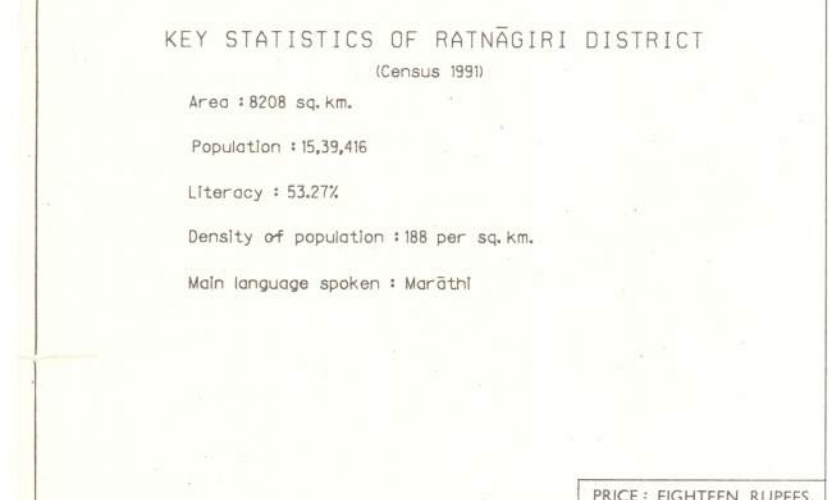 KEY STATISTICS OF RATNĀGIRI DISTRICT
(Census 1991)
Area : 8208 sq. km.
Population : 15,39,416
Literacy : 53.27%
Density of population : 188 per sq. km.
Main language spoken : Marāthī
PRICE : EIGHTEEN RUPEES.